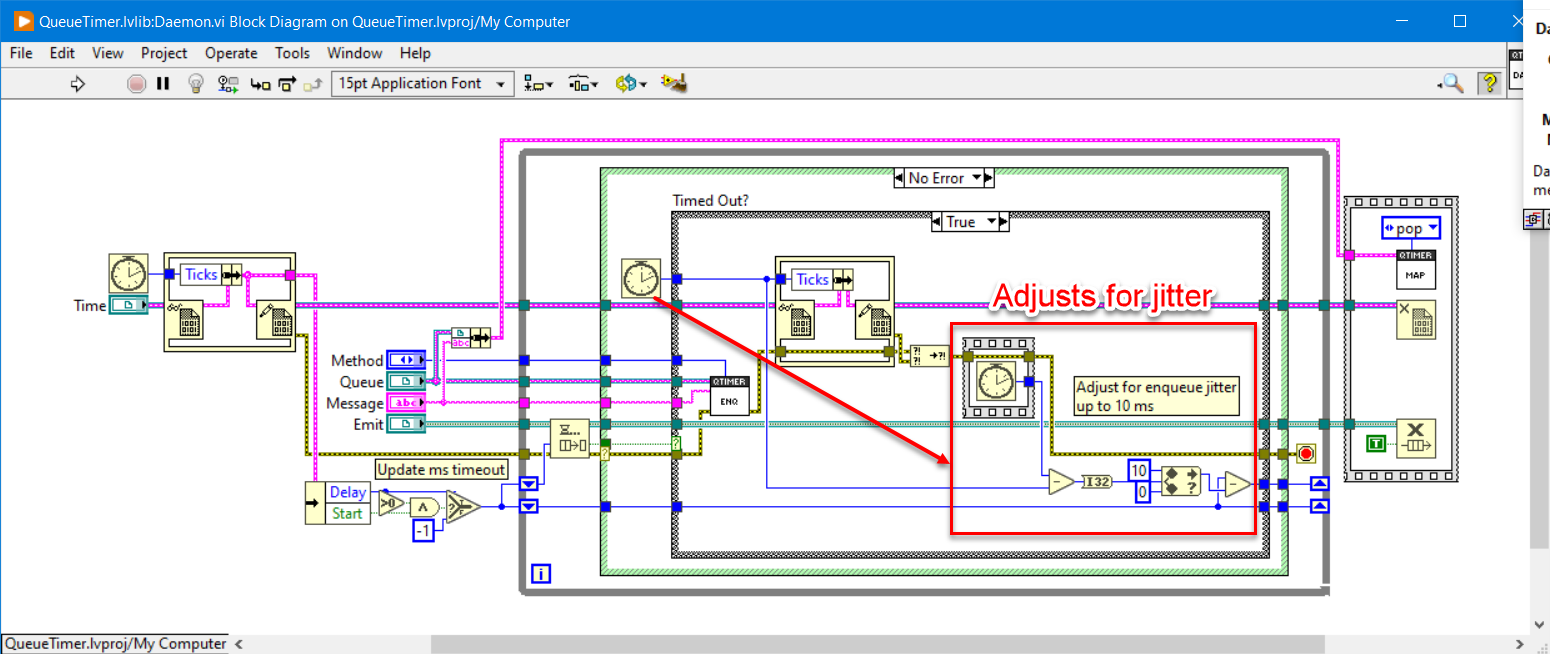 QueueTimer.lvlib:Daemon.vi Block Diagram on QueueTimer.lvproj/My Computer
File Edit View Project Operate Tools Window Help
15pt Application Font
No Error
Timed Out?
True
pop
QTIMER
MAP
Ticks
Ticks
Time
Adjusts for jitter
abc
Method
Queue
Message abc
Emit
QTIMER
ENQ
Adjust for enqueue jitter
up to 10 ms
T
Update ms timeout
Delay
Start
>0
-1
I32
10
0
i
QueueTimer.lvproj/My Computer